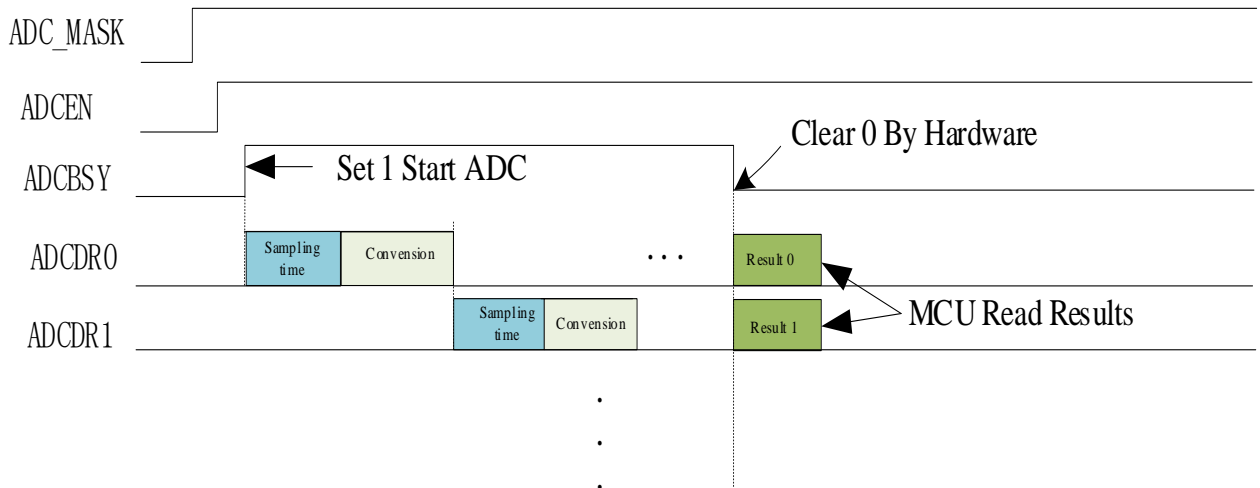 ADC_MASK
ADCEN
Clear 0 By Hardware
ADCBSY
Set 1 Start ADC
ADCDR0
Sampling
time
Convension
. . .
Result 0
ADCDR1
Sampling
time
Convension
Result 1
MCU Read Results
.
.
.